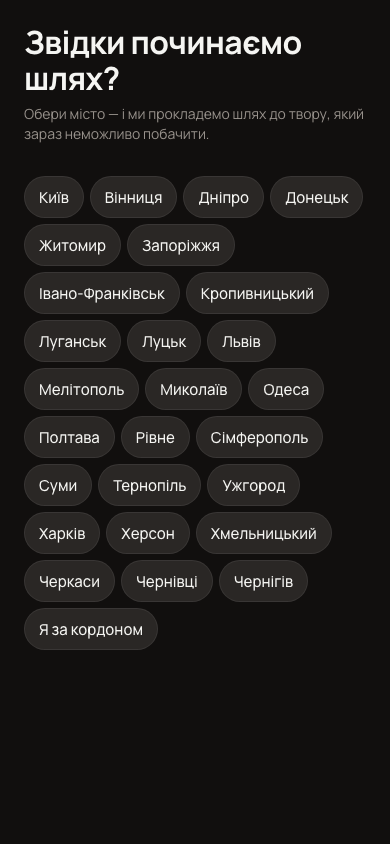 Звідки починаємо
шлях?
Обери місто — і ми прокладемо шлях до твору, який
зараз неможливо побачити.
Київ Вінниця Дніпро Донецьк
Житомир Запоріжжя
Івано-Франківськ Кропивницький
Луганськ Луцьк Львів
Мелітополь Миколаїв Одеса
Полтава Рівне Сімферополь
Суми Тернопіль Ужгород
Харків Херсон Хмельницький
Черкаси Чернівці Чернігів
Я за кордоном